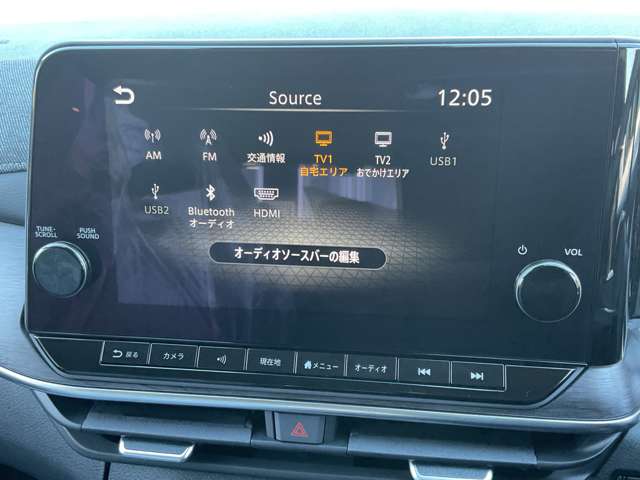 Source
12:05
AM
FM
交通情報
TV1
自宅エリア
TV2
おでかけエリア
USB1
USB2
Bluetooth
オーディオ
HDMI
オーディオソースバーの編集
TUNE-
SCROLL
PUSH
SOUND
VOL
戻る
カメラ
現在地
メニュー
オーディオ